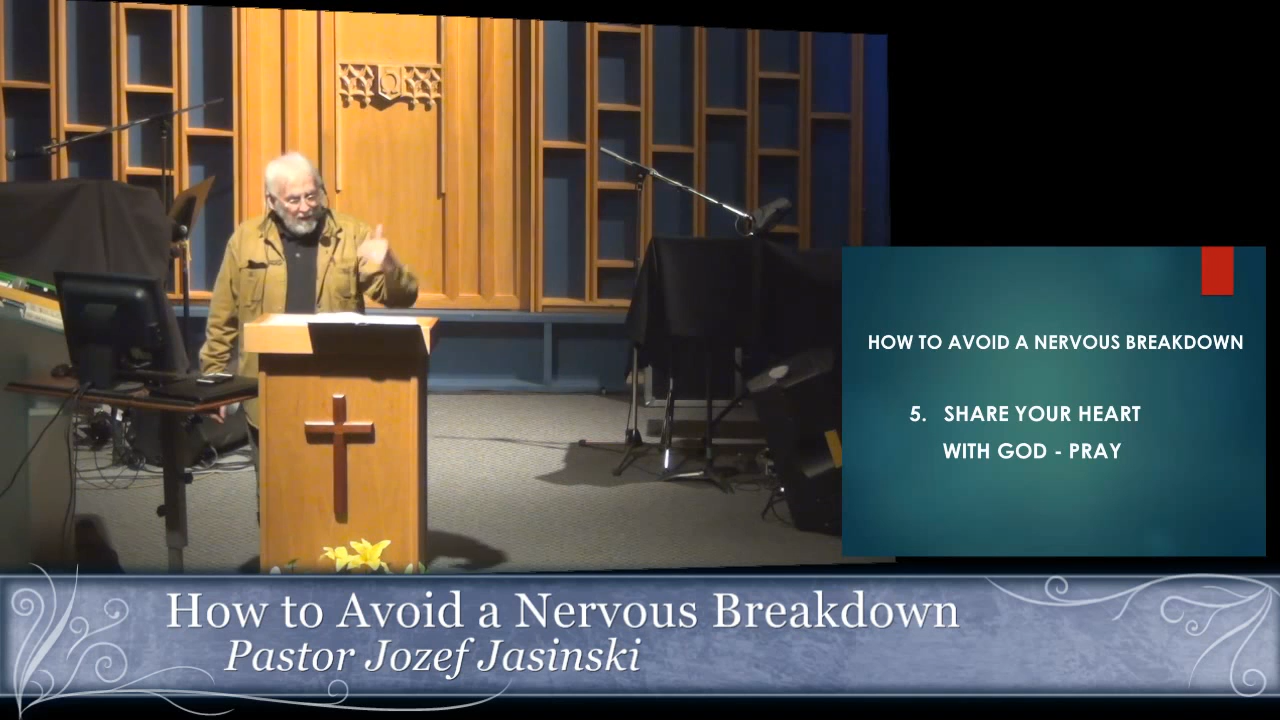 HOW TO AVOID A NERVOUS BREAKDOWN
5. SHARE YOUR HEART
WITH GOD - PRAY
How to Avoid a Nervous Breakdown
Pastor Jozef Jasinski